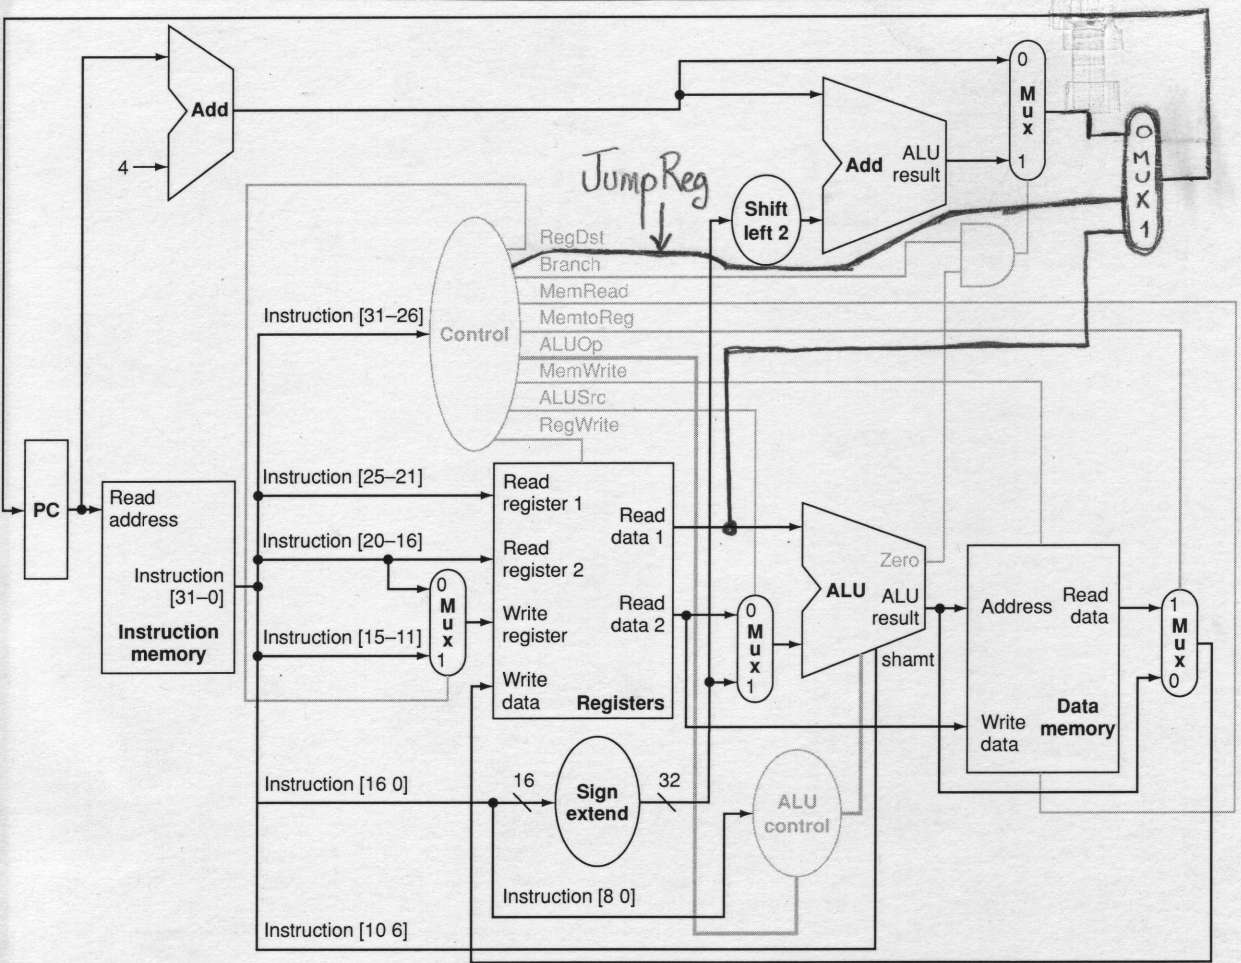 Add
4
0
Mux
1
Add
ALU
result
Shift
left 2
JumpReg
0
MUX
1
RegDst
Branch
MemRead
MemtoReg
ALUOp
MemWrite
ALUSrc
RegWrite
Control
Instruction [31–26]
PC
Read
address
Instruction
[31–0]
Instruction
memory
Instruction [25–21]
Instruction [20–16]
Instruction [15–11]
0
Mux
1
Read
register 1
Read
register 2
Write
register
Write
data
Read
data 1
Read
data 2
Registers
0
Mux
1
Zero
ALU
ALU
result
shamt
Address
Read
data
Write
data
Data
memory
1
Mux
0
Instruction [16 0]
16
Sign
extend
32
ALU
control
Instruction [8 0]
Instruction [10 6]